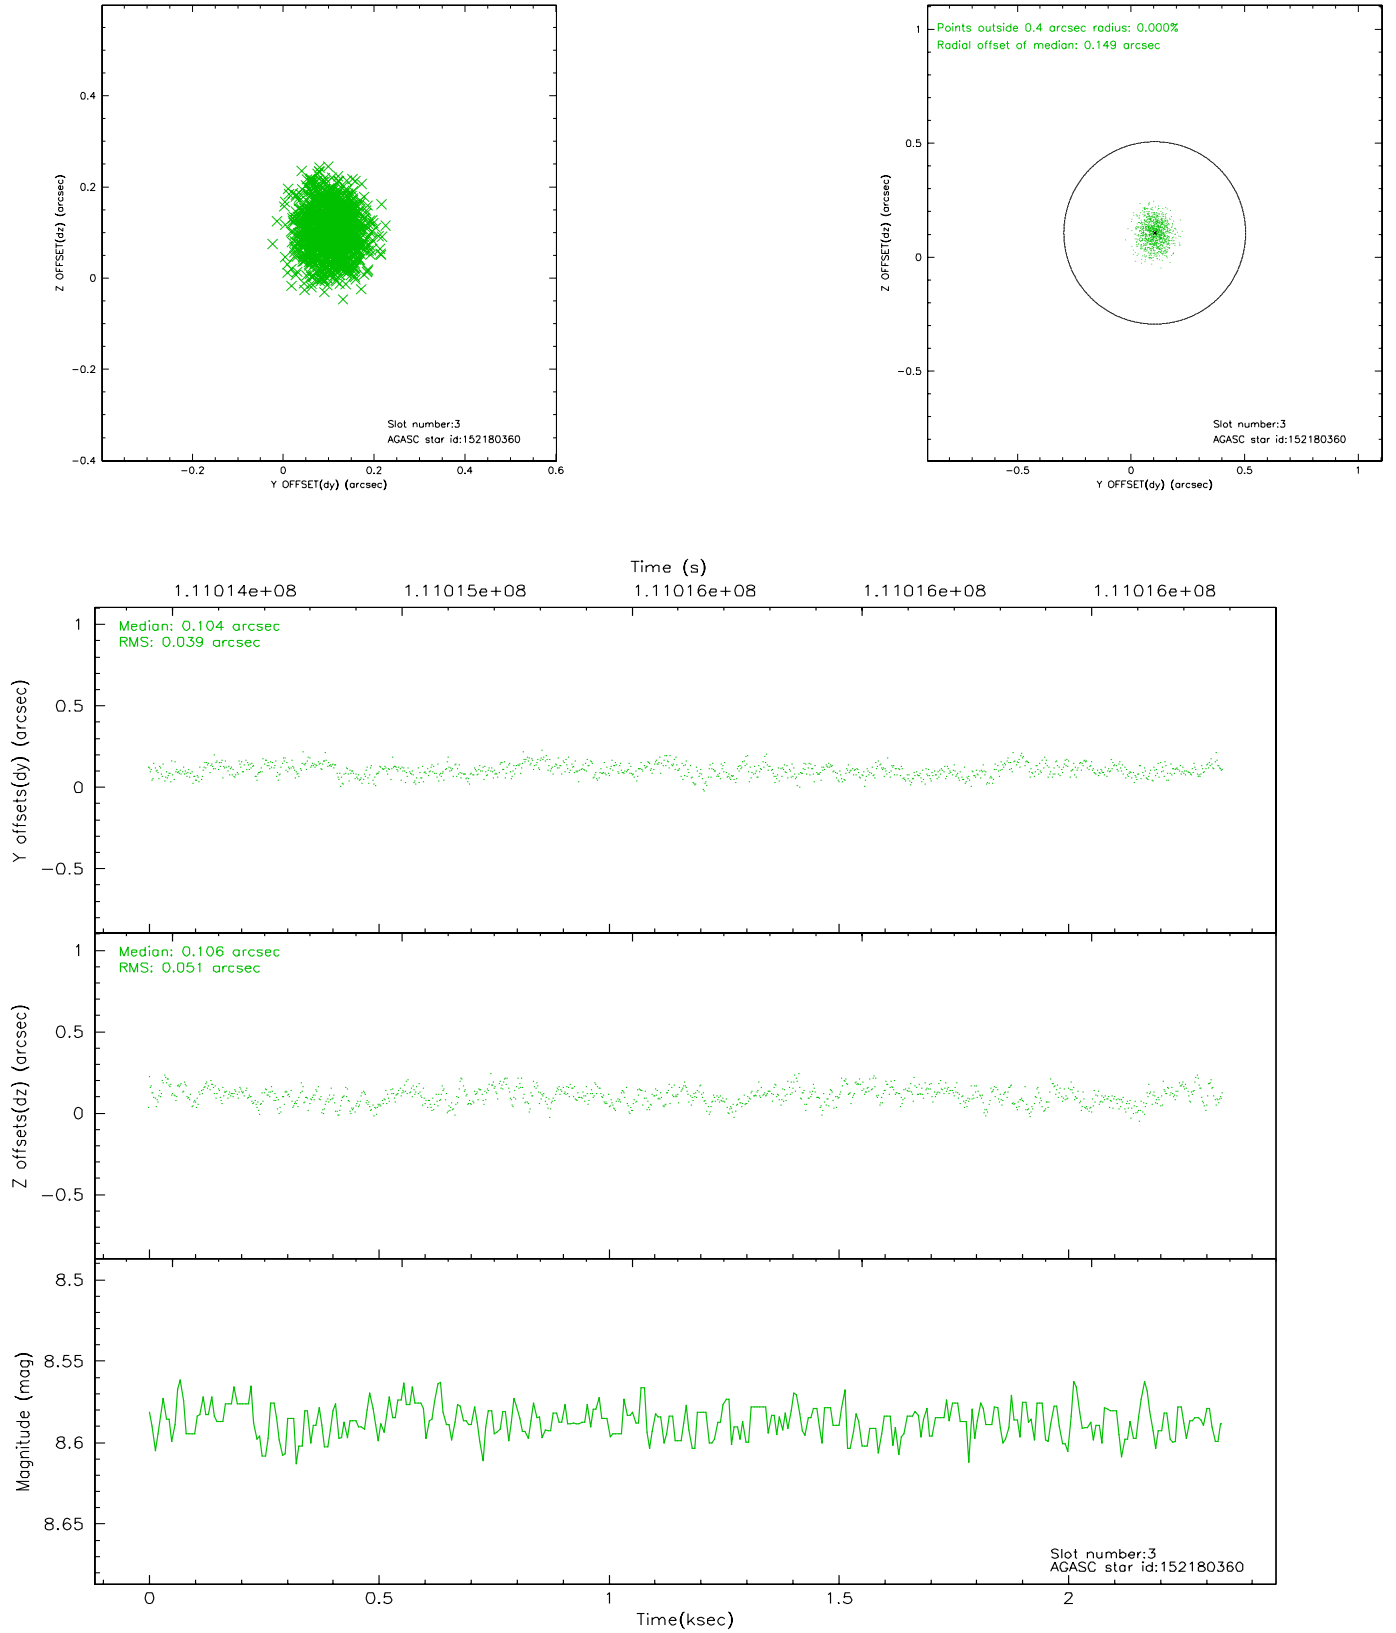 0.4
0.2
0
-0.2
-0.4
-0.2
0
0.2
0.4
0.6
Z OFFSET(dz) (arcsec)
Y OFFSET(dy) (arcsec)
Slot number:3
AGASC star id:152180360
Points outside 0.4 arcsec radius: 0.000%
Radial offset of median: 0.149 arcsec
1
0.5
0
-0.5
-0.5
0
0.5
1
Z OFFSET(dz) (arcsec)
Y OFFSET(dy) (arcsec)
Slot number:3
AGASC star id:152180360
Time (s)
1.11014e+08 1.11015e+08 1.11016e+08 1.11016e+08 1.11016e+08
Median: 0.104 arcsec
RMS: 0.039 arcsec
1
0.5
0
-0.5
Y offsets(dy) (arcsec)
Median: 0.106 arcsec
RMS: 0.051 arcsec
1
0.5
0
-0.5
Z offsets(dz) (arcsec)
8.5
8.55
8.6
8.65
Magnitude (mag)
Slot number:3
AGASC star id:152180360
0 0.5 1 1.5 2
Time(ksec)